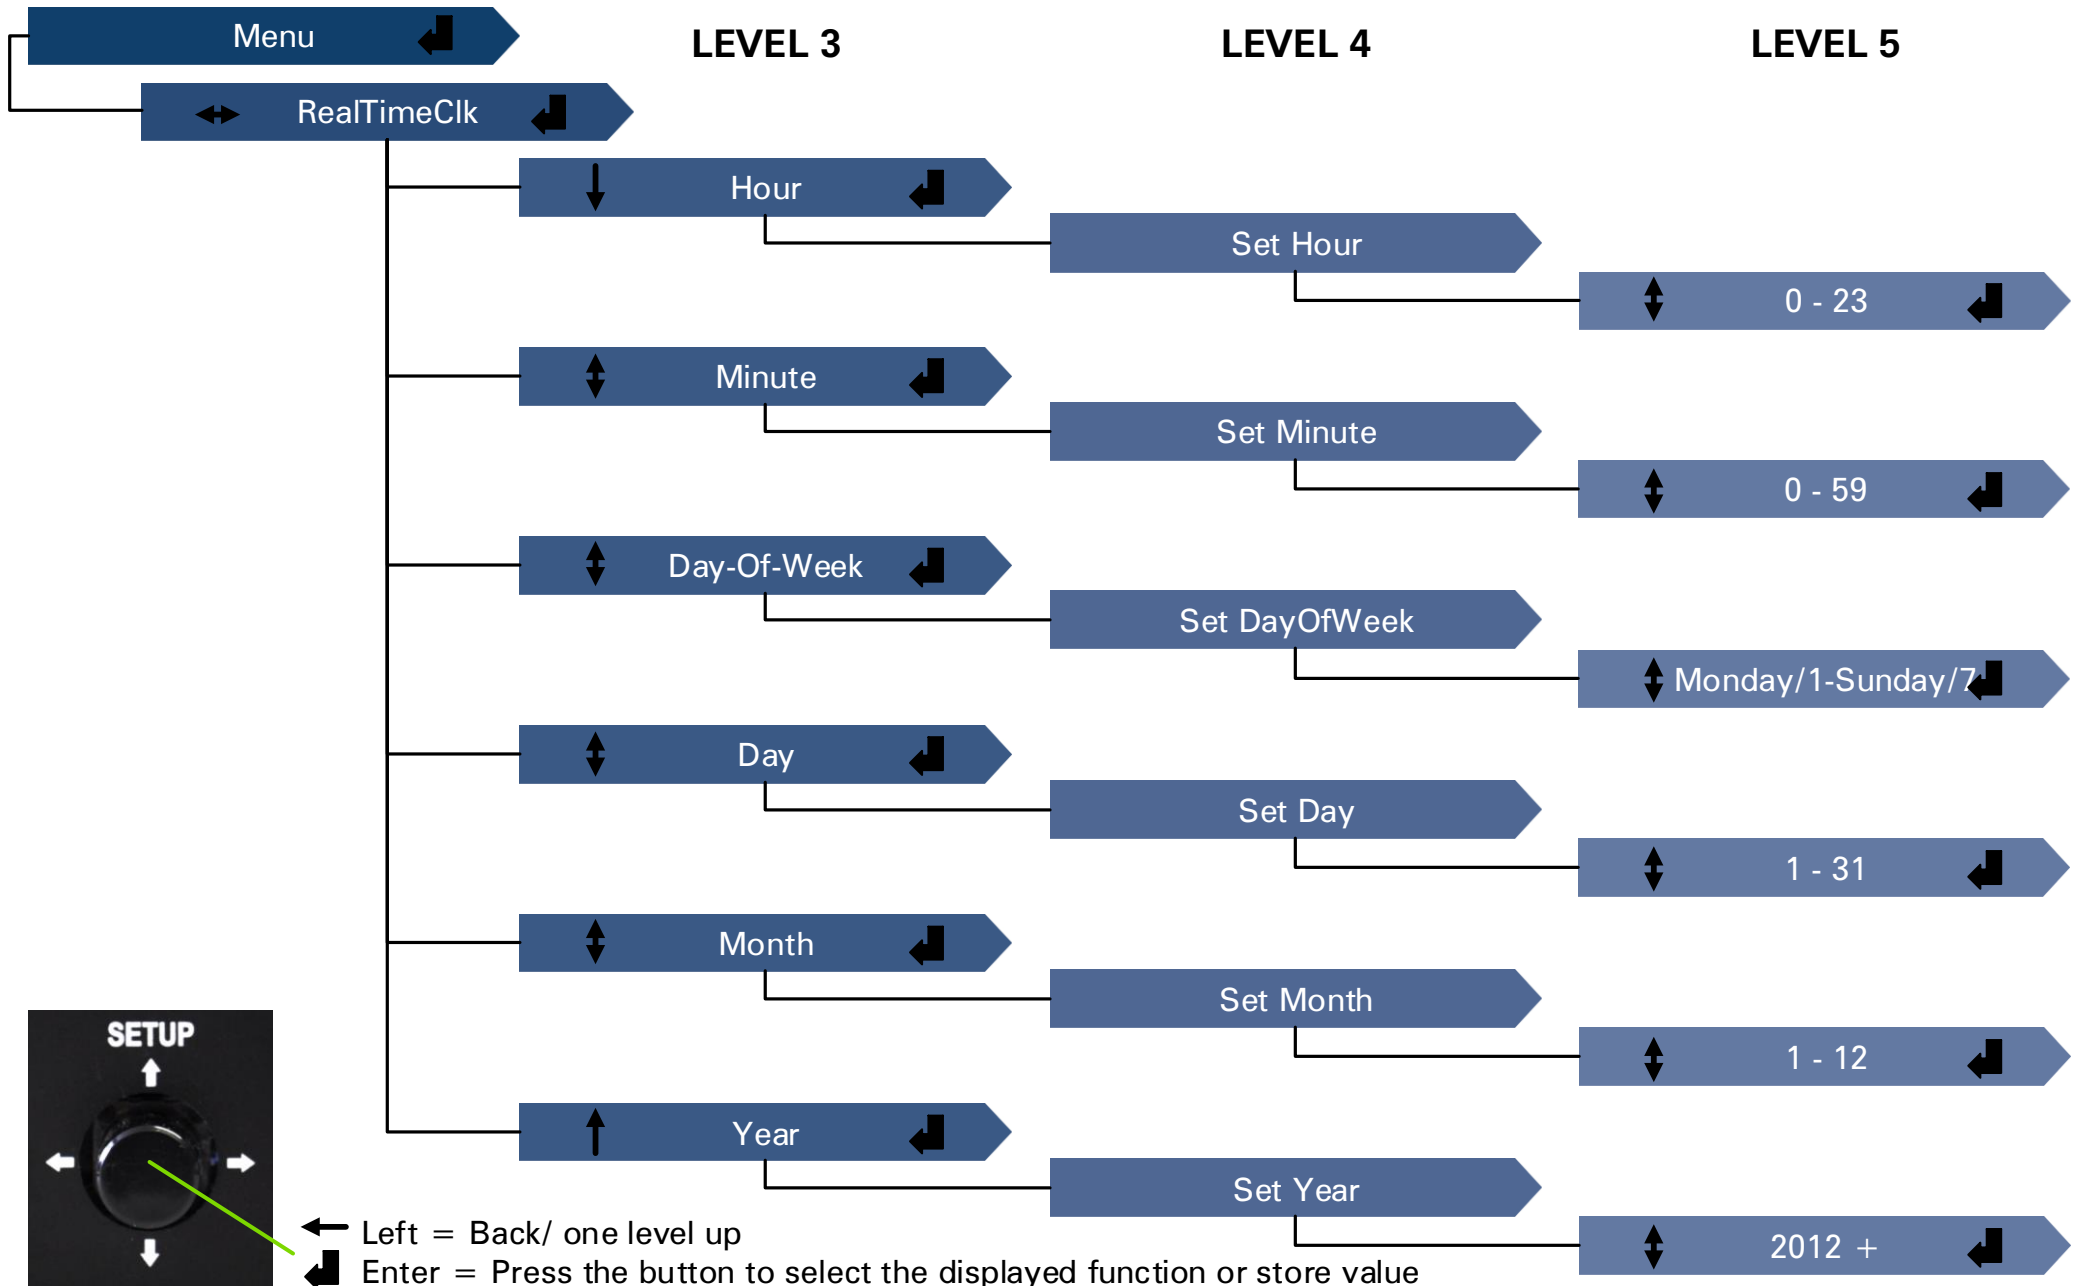 Menu
LEVEL 3
LEVEL 4
LEVEL 5
RealTimeClk
Hour
Set Hour
0 - 23
Minute
Set Minute
0 - 59
Day-Of-Week
Set DayOfWeek
Monday/1-Sunday/7
Day
Set Day
1 - 31
Month
Set Month
1 - 12
Year
Set Year
2012 +
SETUP
Left = Back/ one level up
Enter = Press the button to select the displayed function or store value